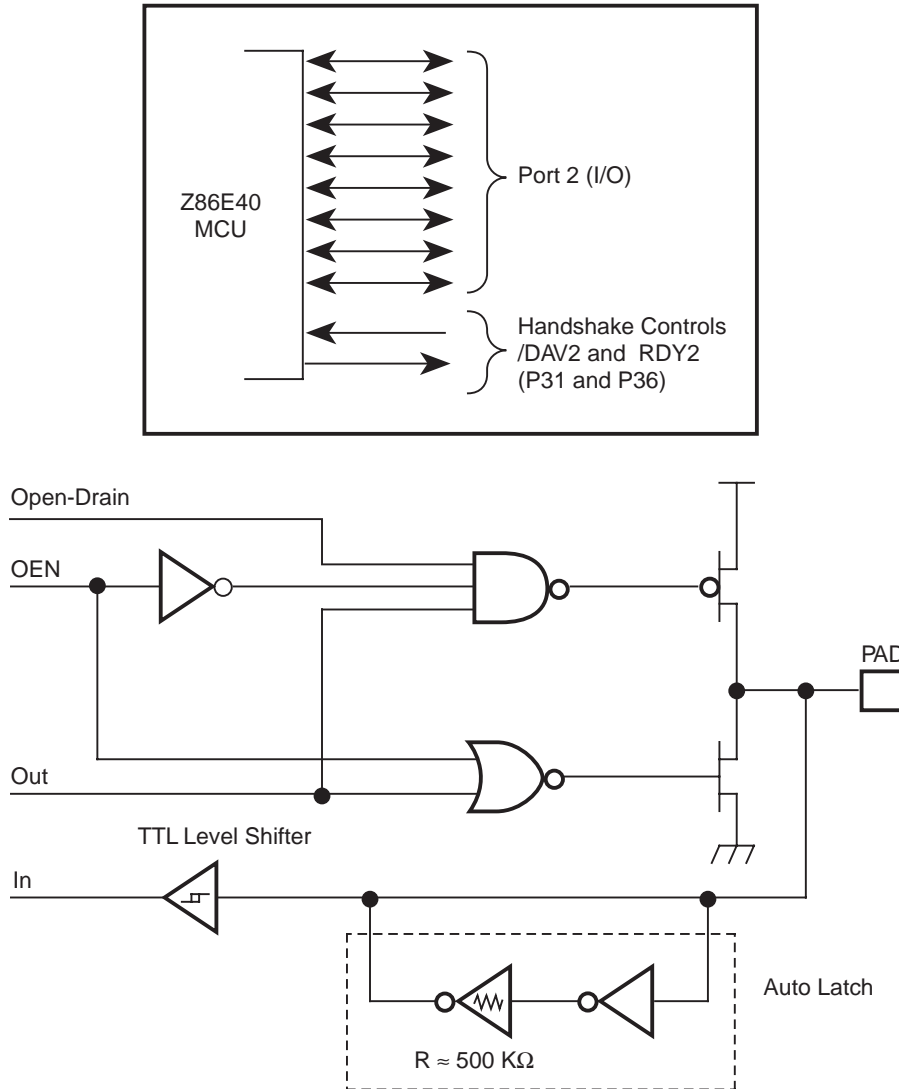 Z86E40
MCU
Port 2 (I/O)
Handshake Controls
/DAV2 and RDY2
(P31 and P36)
Open-Drain
OEN
PAD
Out
TTL Level Shifter
In
Auto Latch
R ≈ 500 KΩ